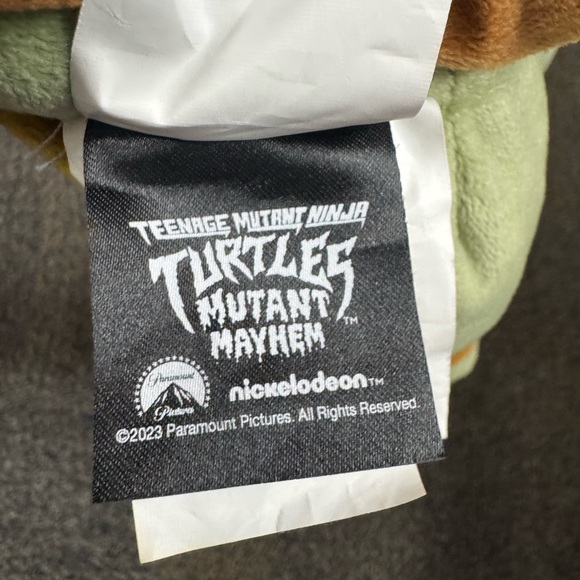 TEENAGE MUTANT NINJA
TURTLES
MUTANT
MAYHEM™
Paramount
Pictures
nickelodeon™
©2023 Paramount Pictures. All Rights Reserved.